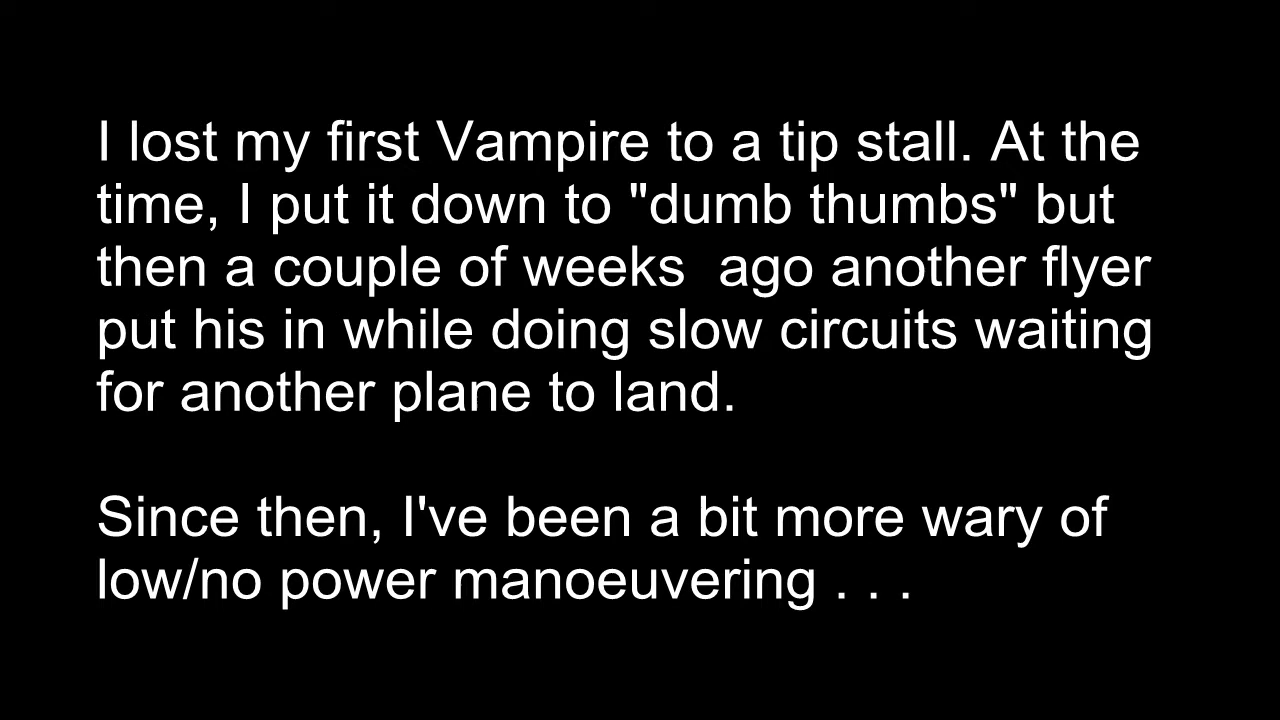 I lost my first Vampire to a tip stall. At the
time, I put it down to "dumb thumbs" but
then a couple of weeks  ago another flyer
put his in while doing slow circuits waiting
for another plane to land.
Since then, I've been a bit more wary of
low/no power manoeuvering . . .